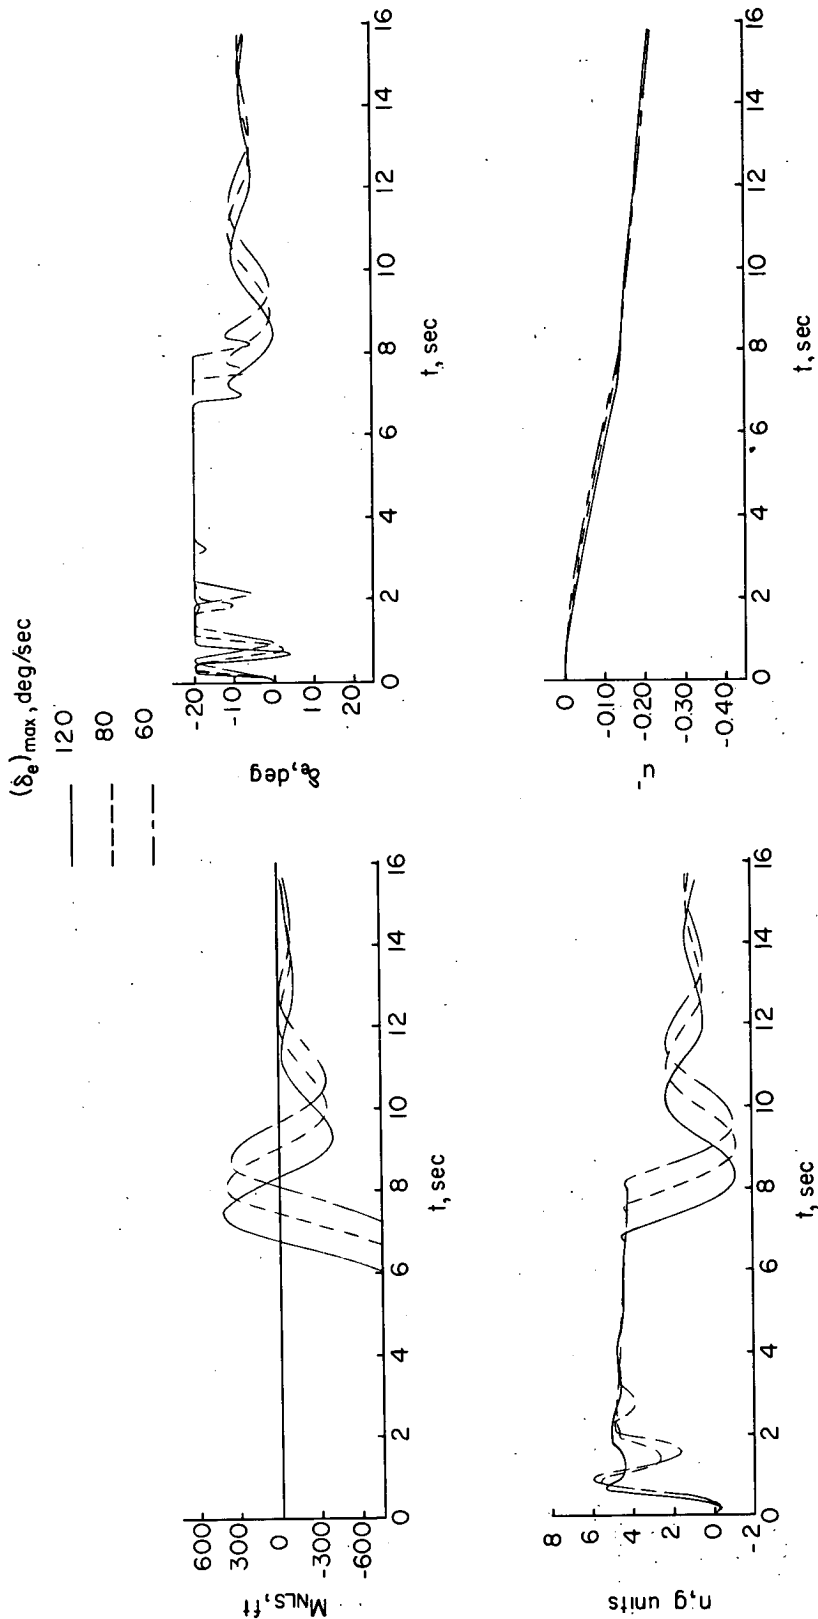 (δ̇e)max, deg/sec
120
80
60
600
300
0
-300
-600
MNLS, ft
0 2 4 6 8 10 12 14 16
t, sec
-20
-10
0
10
20
δe, deg
0 2 4 6 8 10 12 14 16
t, sec
8
6
4
2
0
-2
n, g units
0 2 4 6 8 10 12 14 16
t, sec
0
-0.10
-0.20
-0.30
-0.40
u'
0 2 4 6 8 10 12 14 16
t, sec